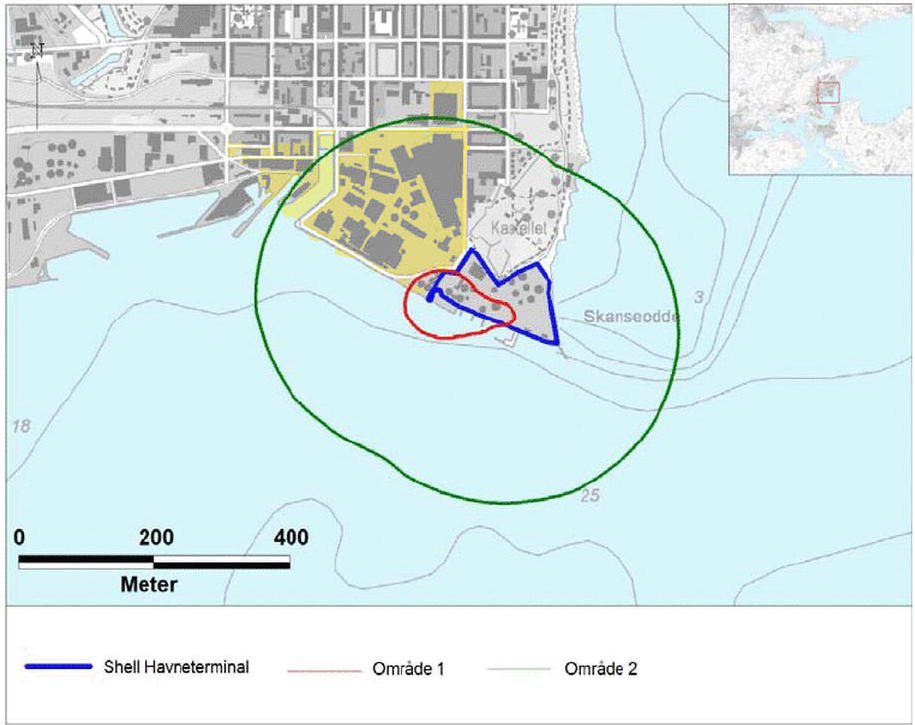 N
Kastellet
3
Skanseodde
18
25
0 200 400
Meter
Shell Havneterminal Område 1 Område 2